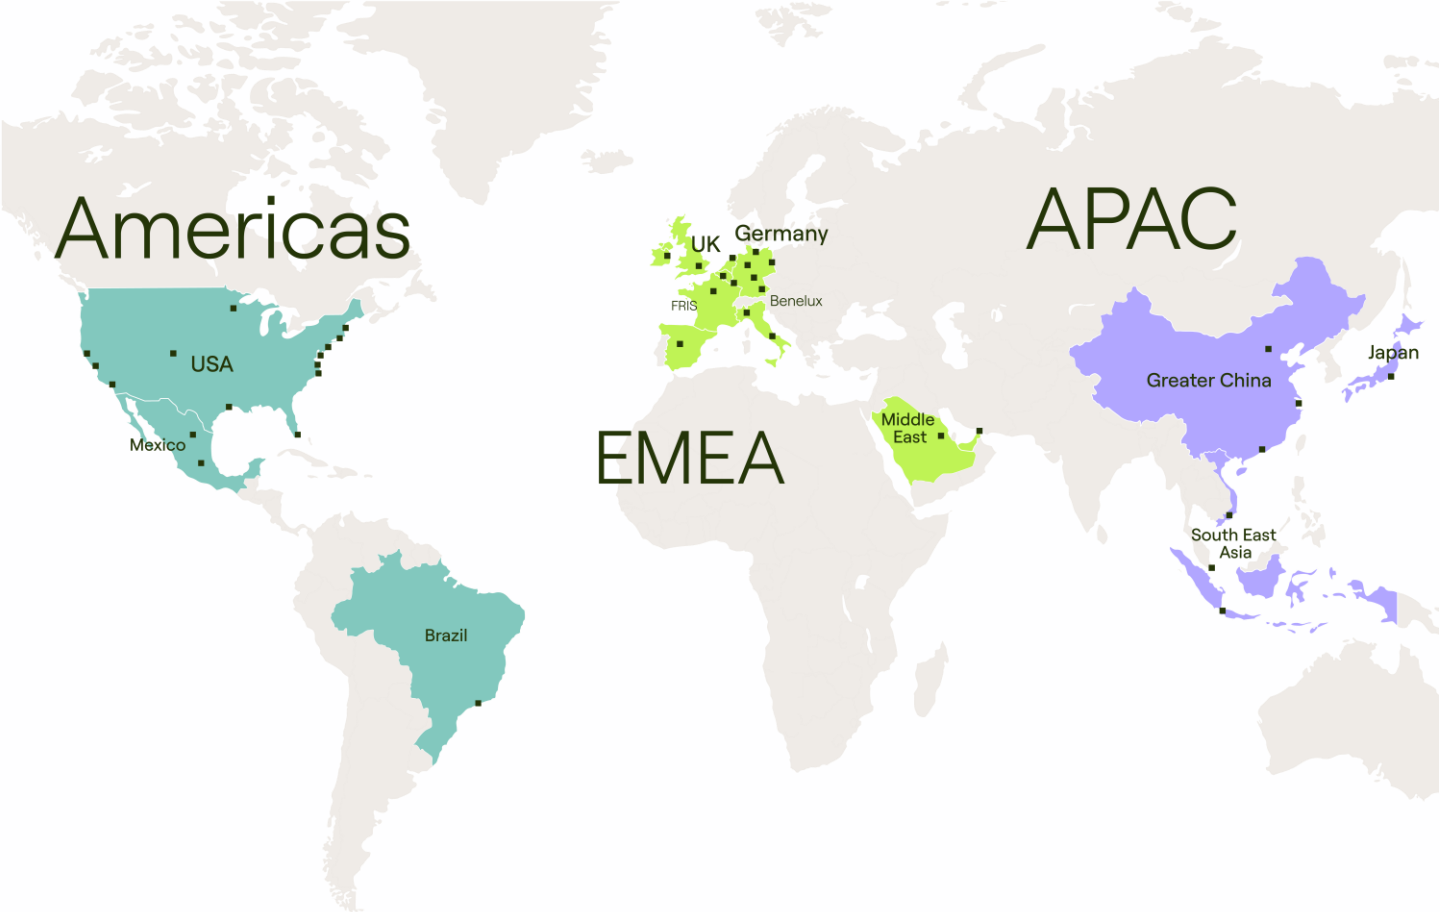 Americas
APAC
UK
Germany
FRIS
Benelux
USA
Mexico
Brazil
EMEA
Middle
East
Greater China
Japan
South East
Asia